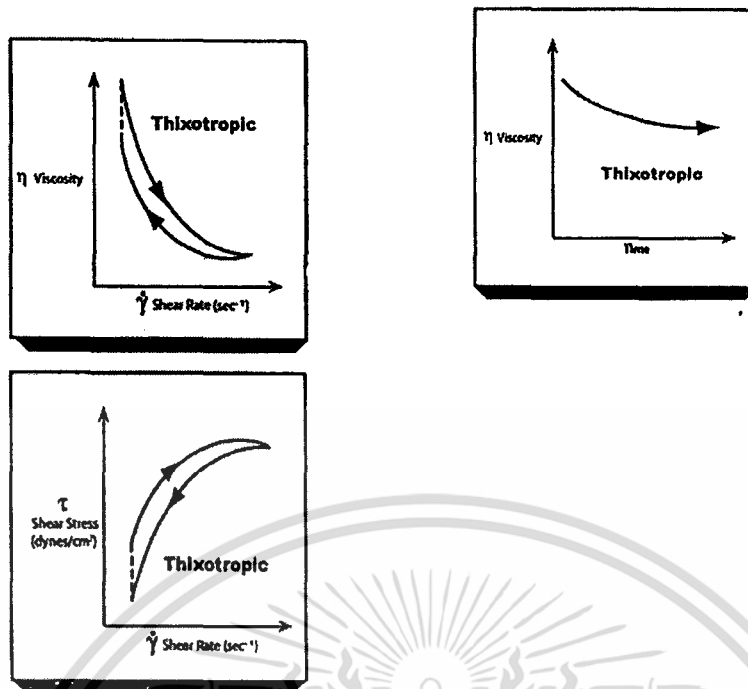 Thixotropic
η Viscosity
γ̇ Shear Rate (sec⁻¹)
η Viscosity
Thixotropic
Time
τ
Shear Stress
(dynes/cm²)
Thixotropic
γ̇ Shear Rate (sec⁻¹)